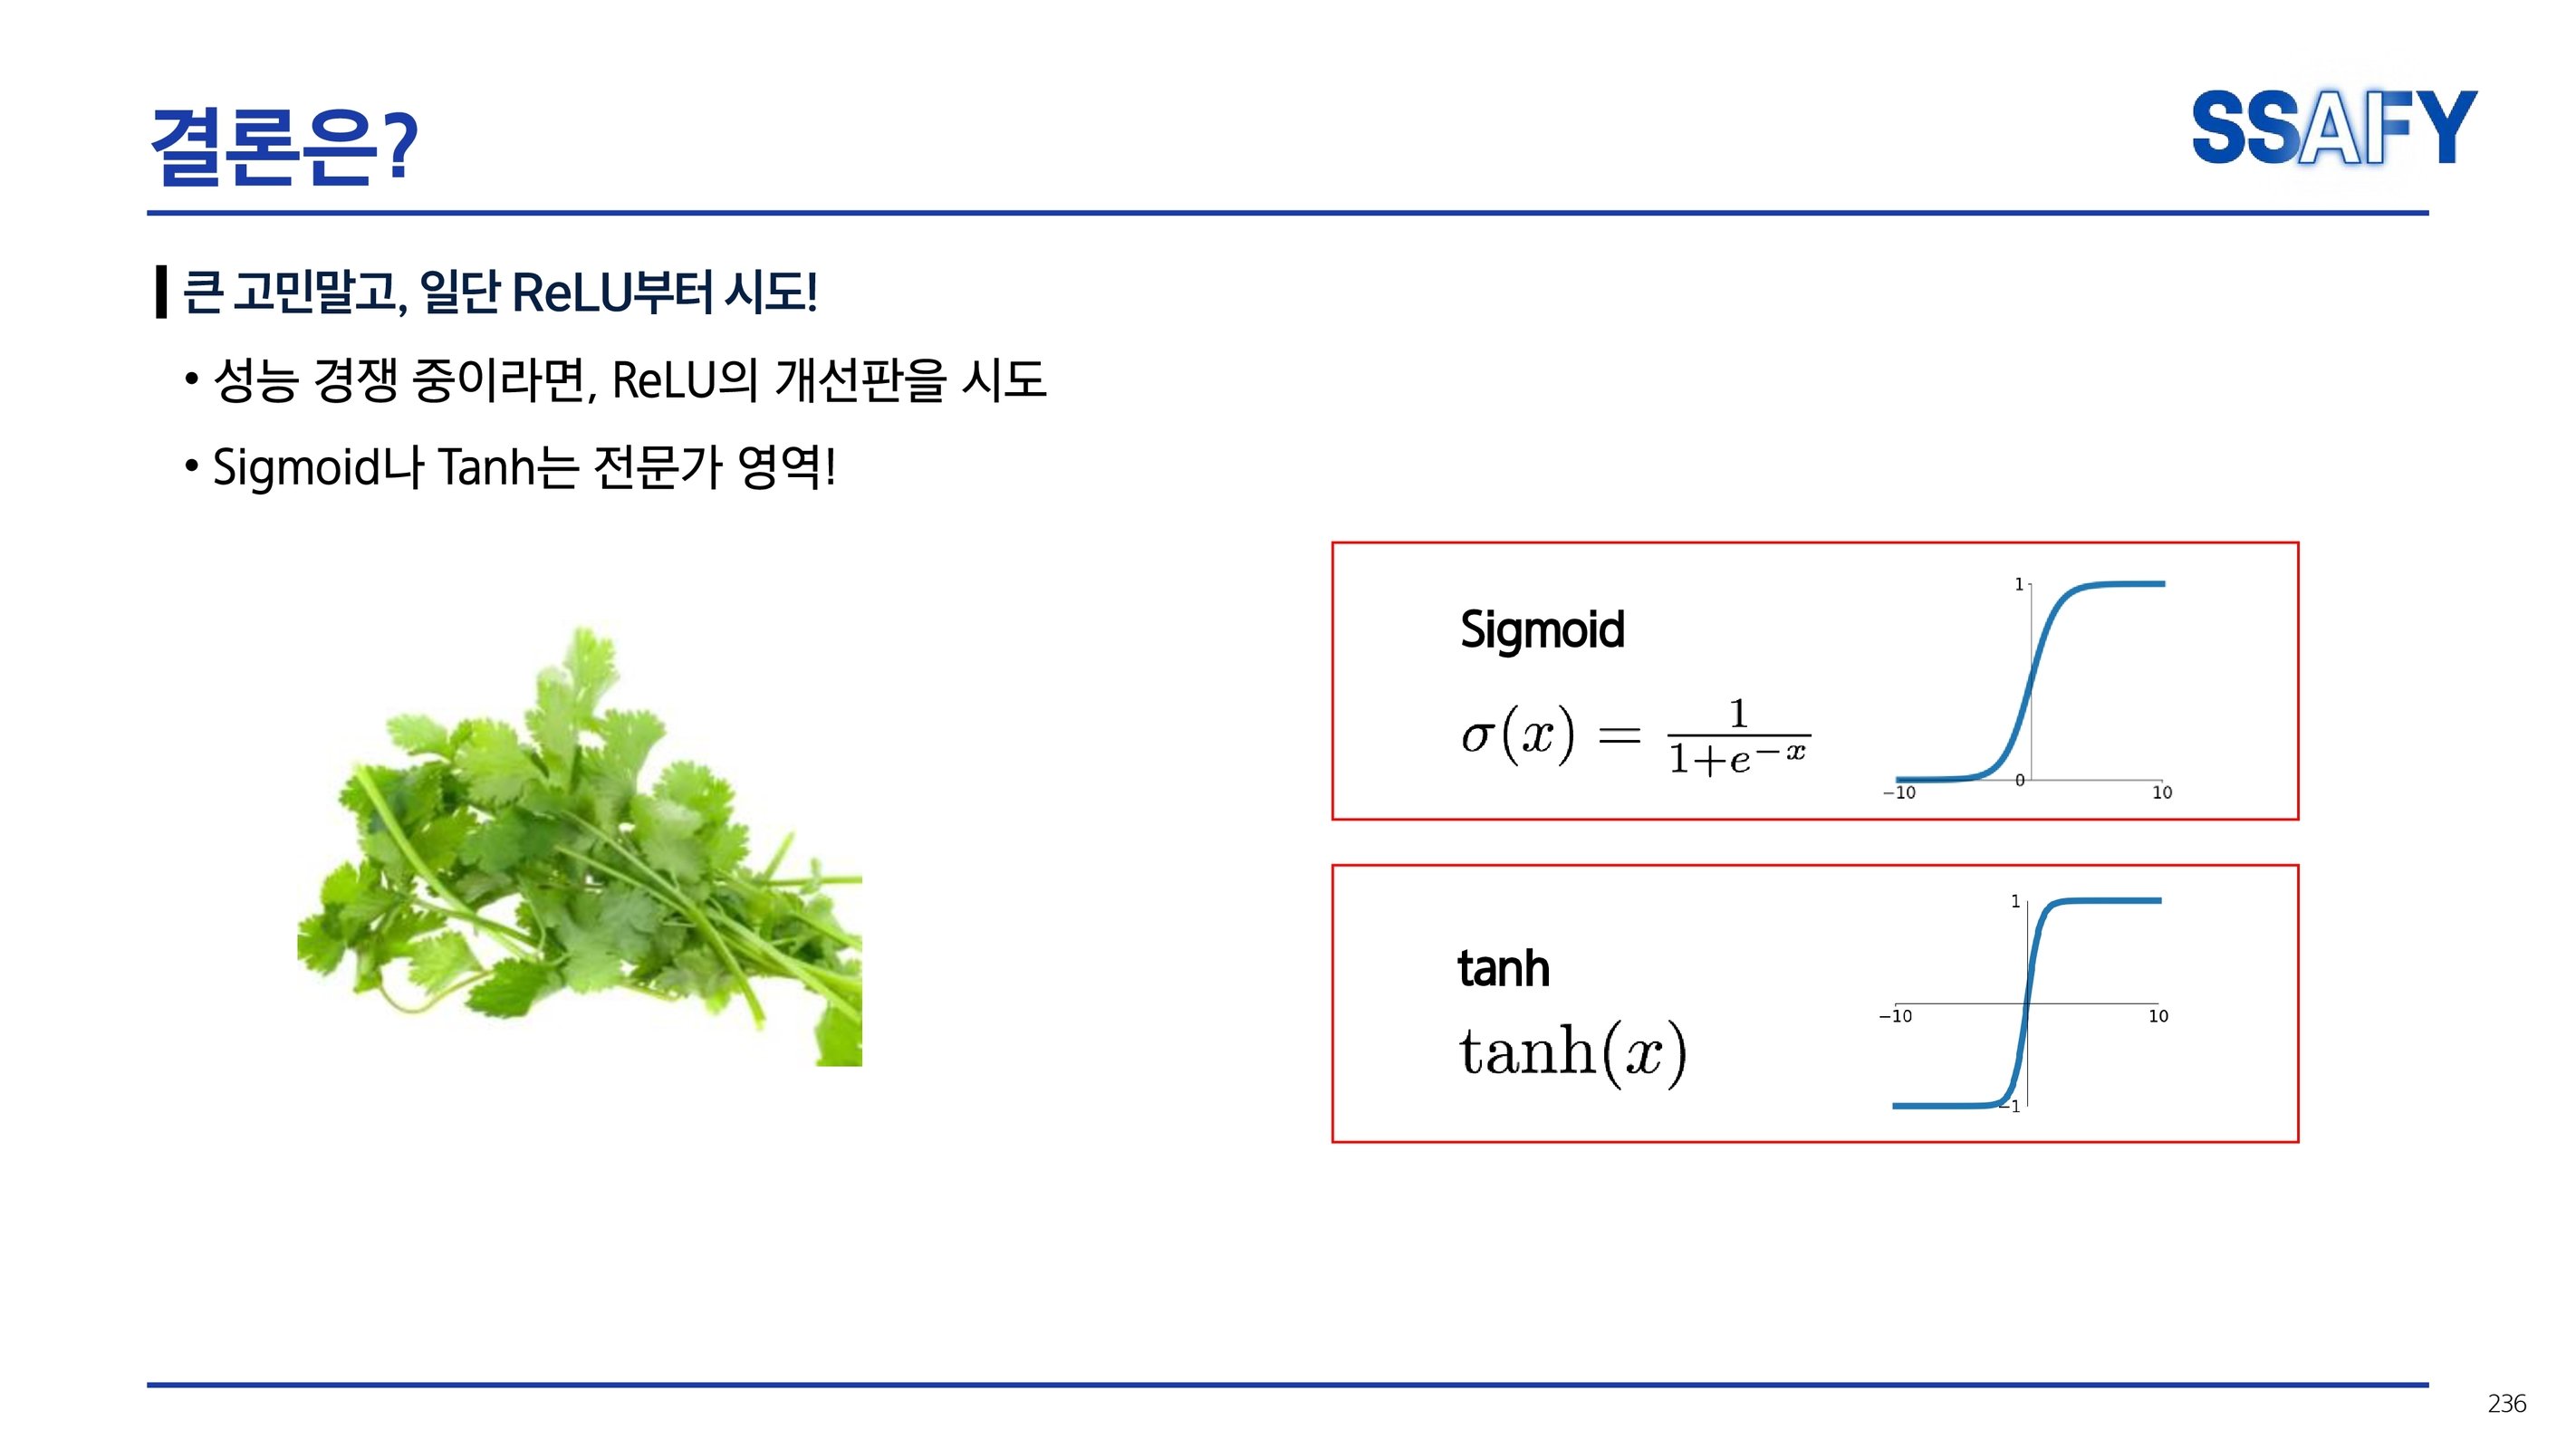 결론은?
SSAFY
큰 고민말고, 일단 ReLU부터 시도!
• 성능 경쟁 중이라면, ReLU의 개선판을 시도
• Sigmoid나 Tanh는 전문가 영역!
Sigmoid
σ(x) = 1/(1+e^−x)
1
0
−10
10
tanh
tanh(x)
1
−10
10
−1
236